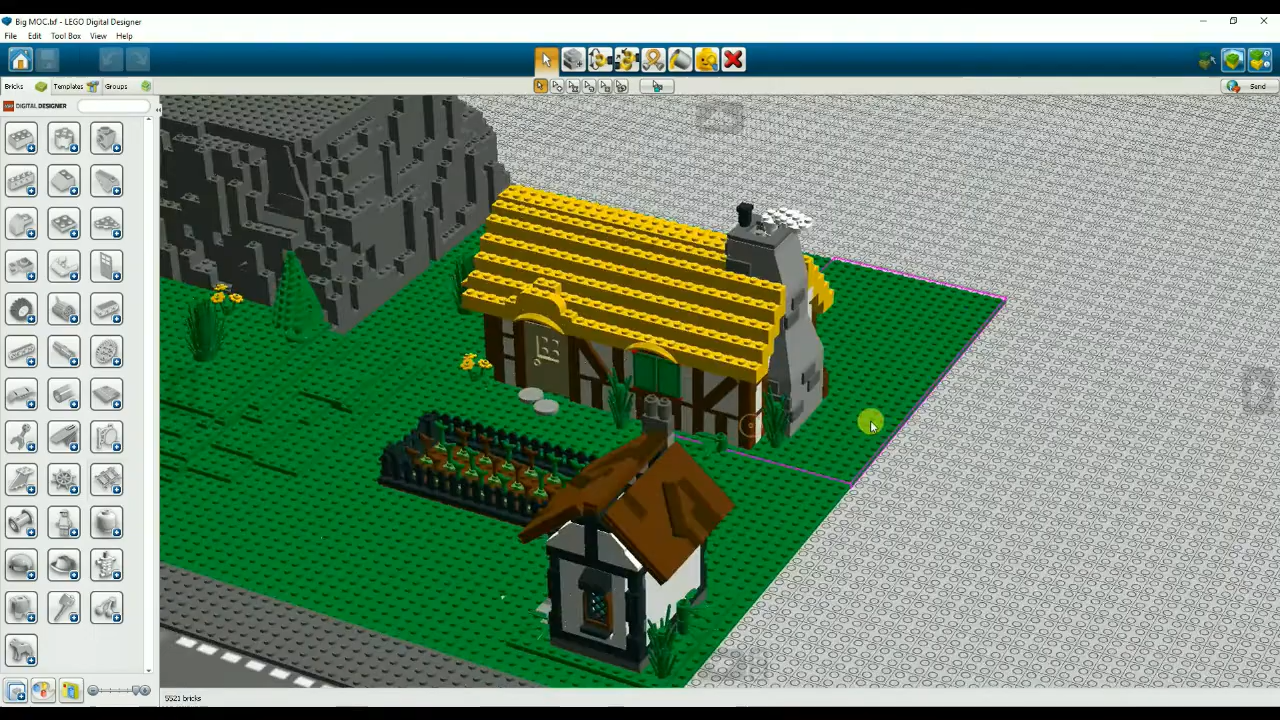 Big MOC.lxf - LEGO Digital Designer
File Edit Tool Box View Help
Bricks Templates Groups
Send
LEGO DIGITAL DESIGNER
5521 bricks